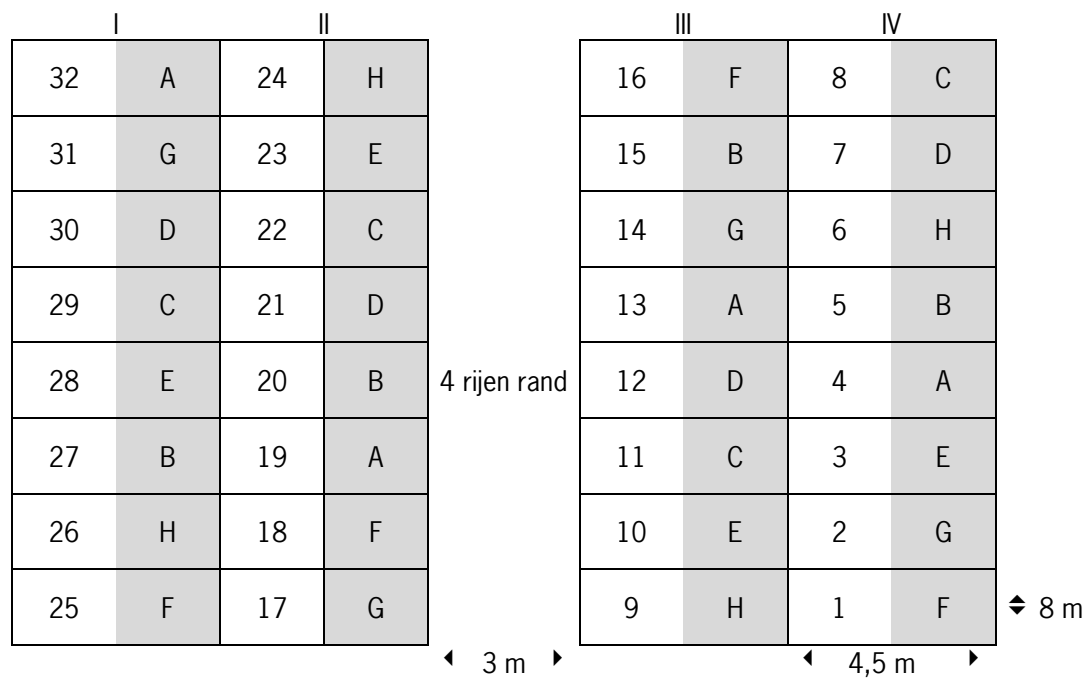 I II III IV
32 A 24 H 16 F 8 C
31 G 23 E 15 B 7 D
30 D 22 C 14 G 6 H
29 C 21 D 13 A 5 B
28 E 20 B 4 rijen rand 12 D 4 A
27 B 19 A 11 C 3 E
26 H 18 F 10 E 2 G
25 F 17 G 9 H 1 F 8 m
3 m 4,5 m